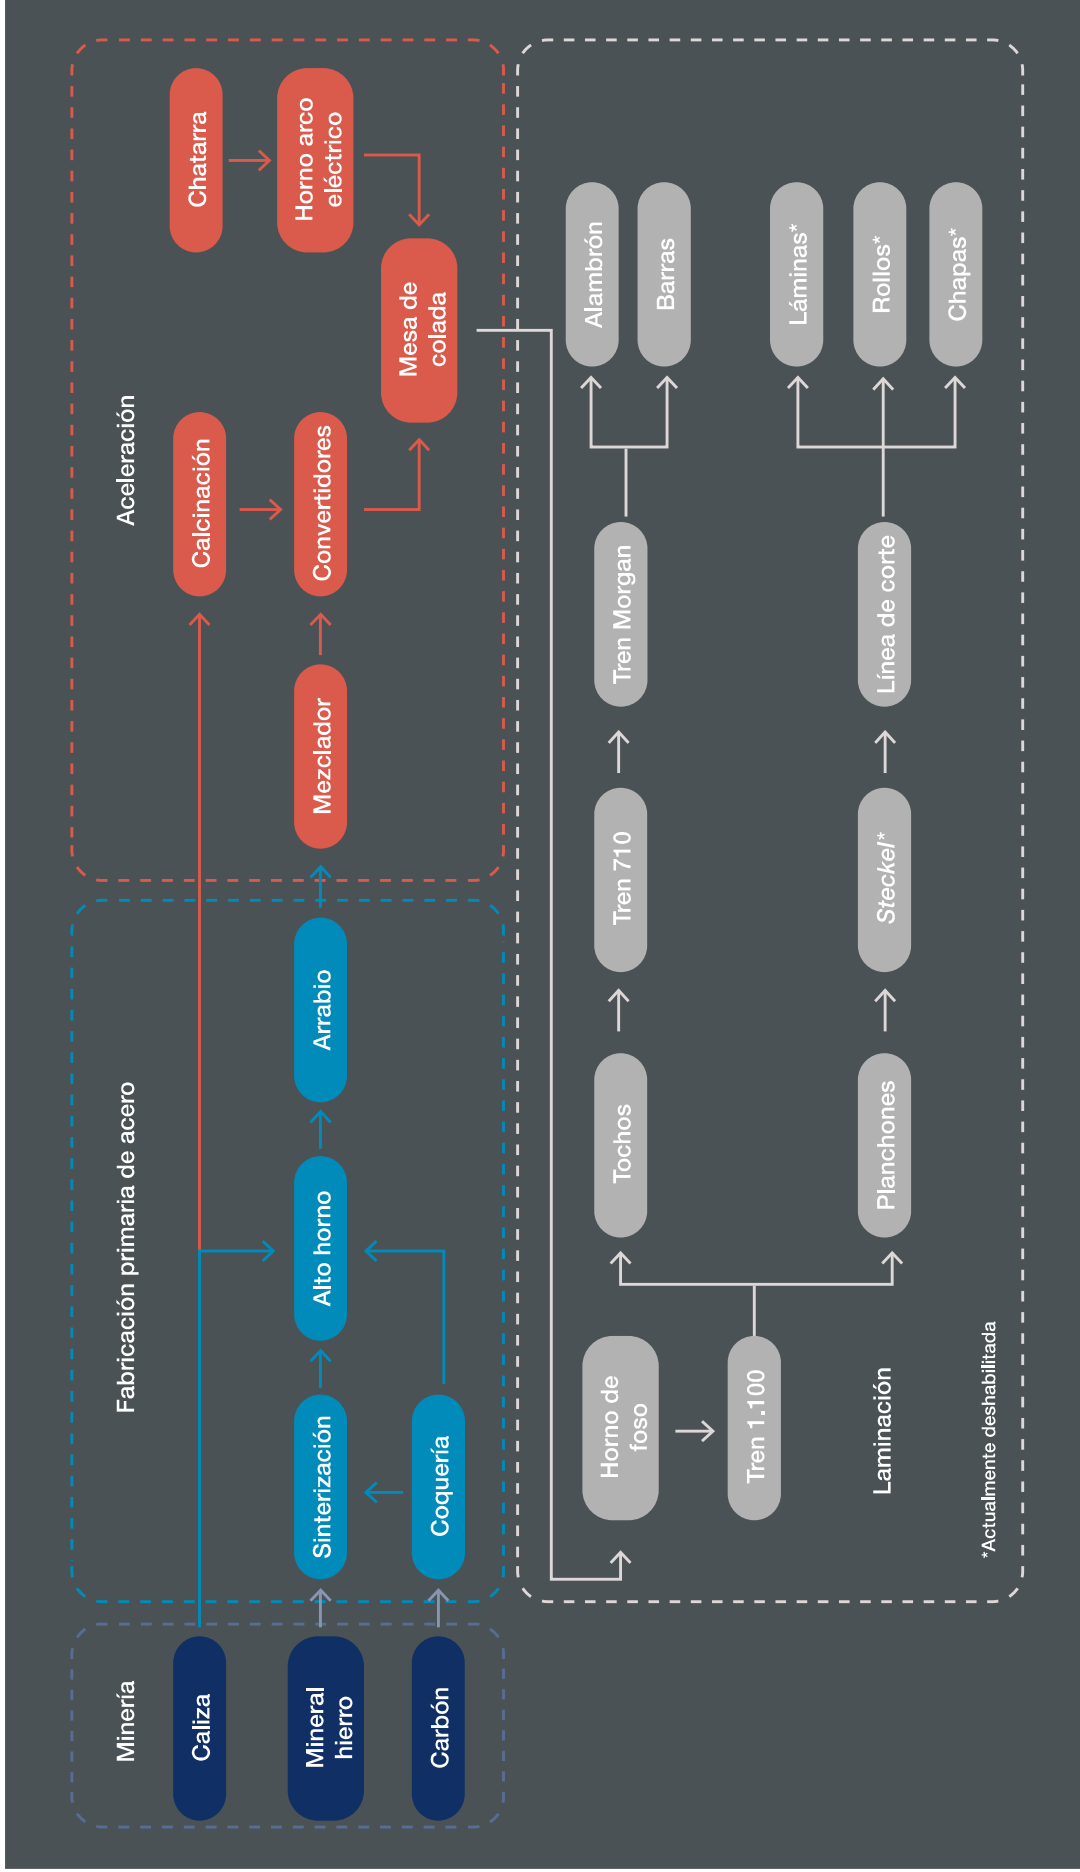 Minería
Caliza
Mineral
hierro
Carbón
Fabricación primaria de acero
Sinterización
Coquería
Alto horno
Arrabio
Aceleración
Calcinación
Mezclador
Convertidores
Chatarra
Horno arco
eléctrico
Mesa de
colada
Horno de
foso
Tren 1.100
Laminación
Tochos
Tren 710
Tren Morgan
Alambrón
Barras
Planchones
Steckel*
Línea de corte
Láminas*
Rollos*
Chapas*
*Actualmente deshabilitada